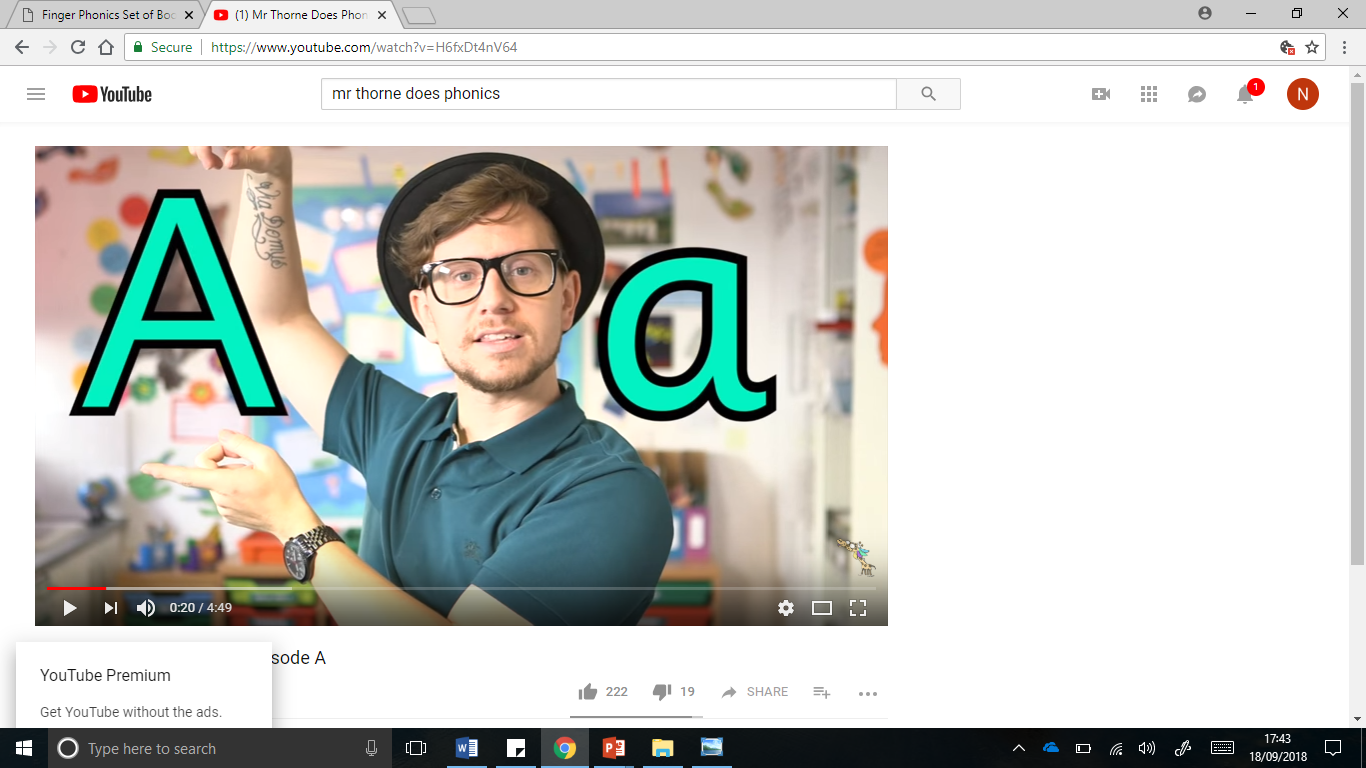 Finger Phonics Set of Boo
(1) Mr Thorne Does Phon
Secure
https://www.youtube.com/watch?v=H6fxDt4nV64
YouTube
mr thorne does phonics
1
N
A a
0:20 / 4:49
sode A
YouTube Premium
Get YouTube without the ads.
222
19
SHARE
Type here to search
17:43
18/09/2018